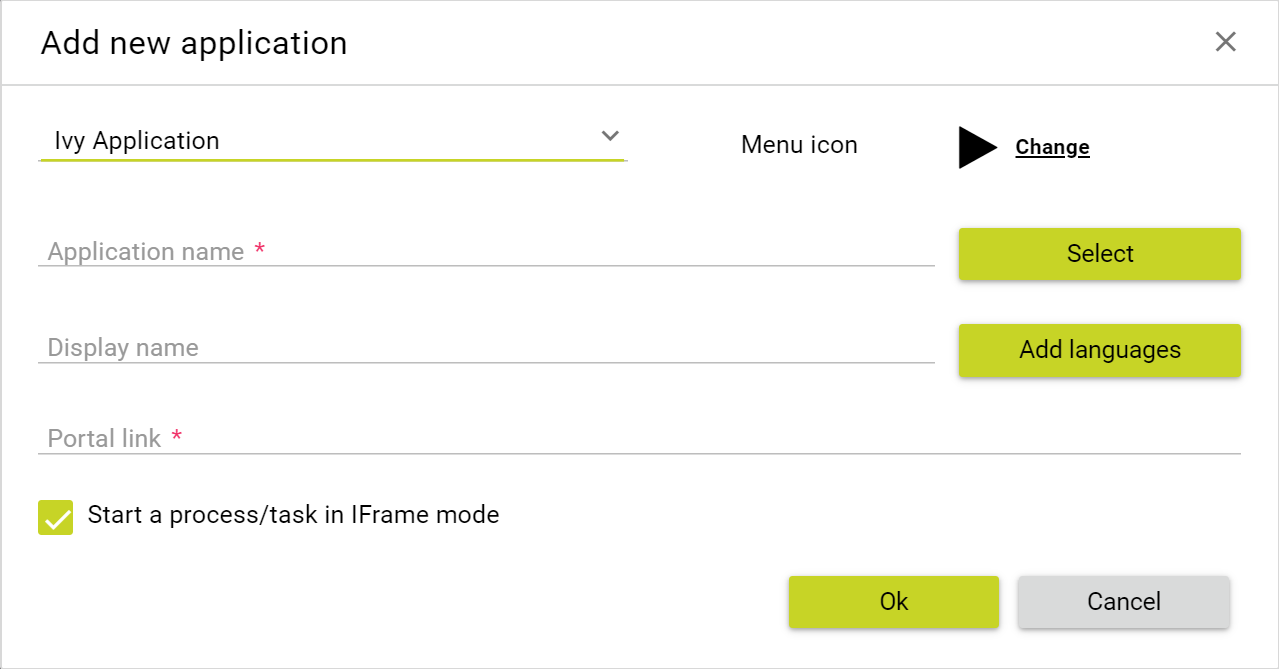 Add new application
Ivy Application
Menu icon
Change
Application name *
Select
Display name
Add languages
Portal link *
Start a process/task in IFrame mode
Ok
Cancel